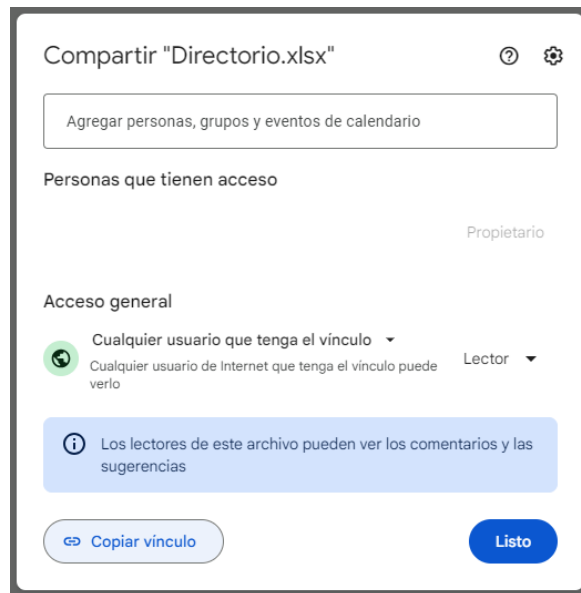 Compartir "Directorio.xlsx"
Agregar personas, grupos y eventos de calendario
Personas que tienen acceso
Propietario
Acceso general
Cualquier usuario que tenga el vínculo
Cualquier usuario de Internet que tenga el vínculo puede
verlo
Lector
Los lectores de este archivo pueden ver los comentarios y las
sugerencias
Copiar vínculo
Listo